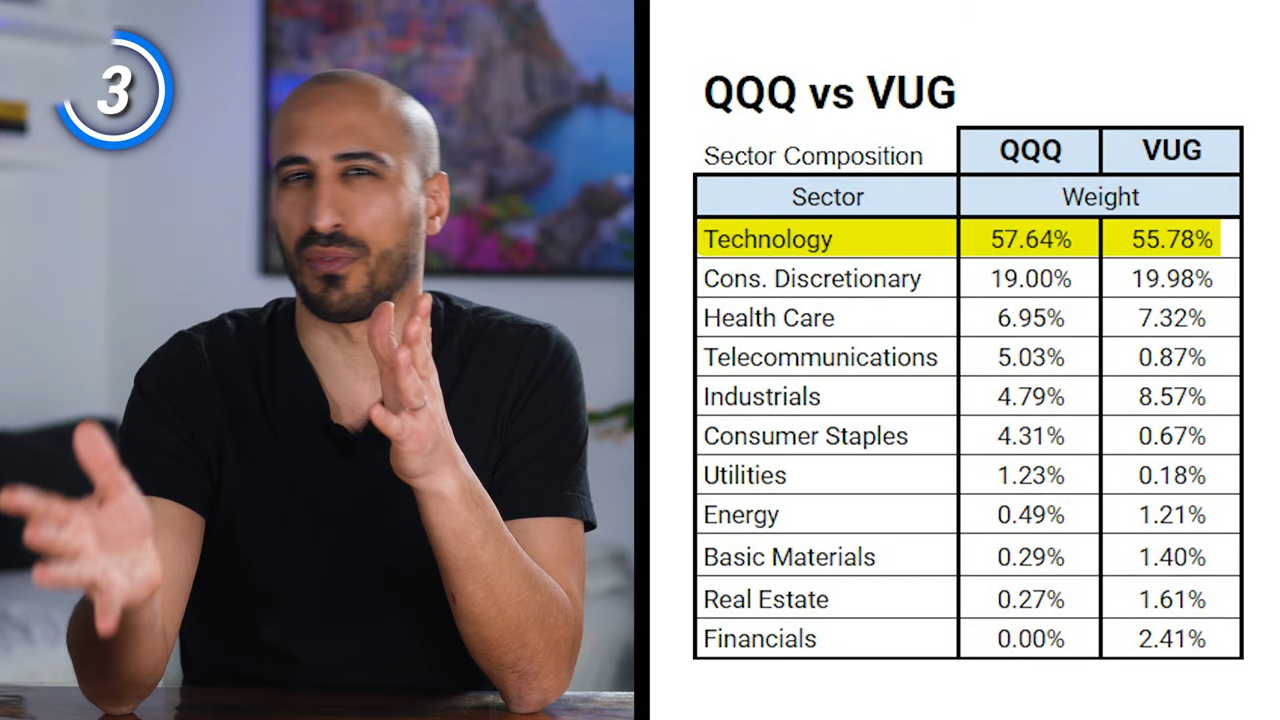 3
QQQ vs VUG
Sector Composition QQQ VUG
Sector Weight
Technology 57.64% 55.78%
Cons. Discretionary 19.00% 19.98%
Health Care 6.95% 7.32%
Telecommunications 5.03% 0.87%
Industrials 4.79% 8.57%
Consumer Staples 4.31% 0.67%
Utilities 1.23% 0.18%
Energy 0.49% 1.21%
Basic Materials 0.29% 1.40%
Real Estate 0.27% 1.61%
Financials 0.00% 2.41%